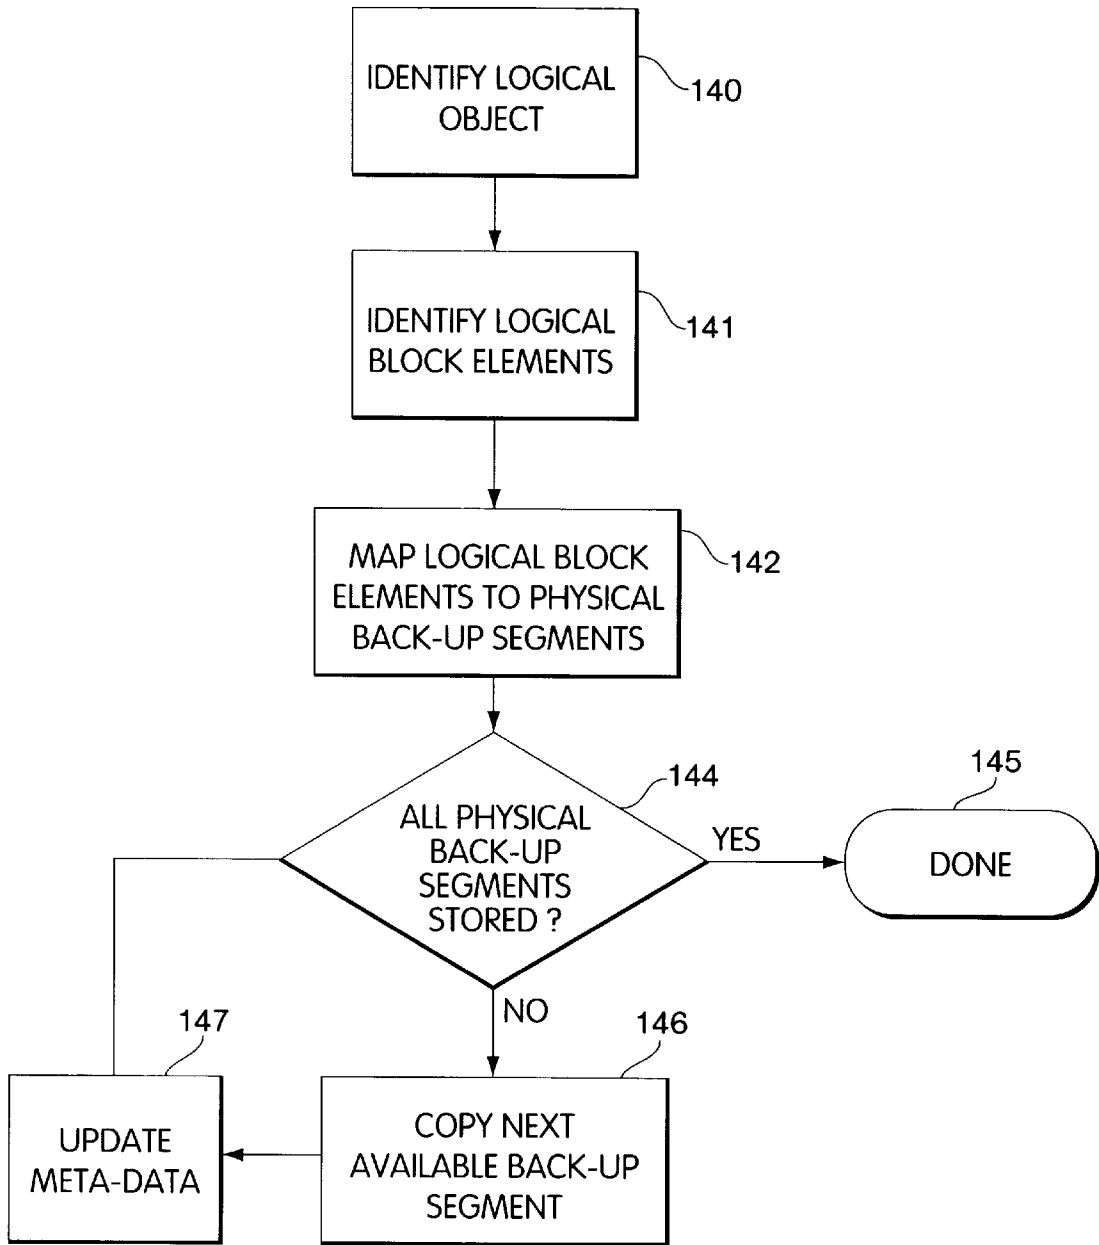 IDENTIFY LOGICAL
OBJECT
140
IDENTIFY LOGICAL
BLOCK ELEMENTS
141
MAP LOGICAL BLOCK
ELEMENTS TO PHYSICAL
BACK-UP SEGMENTS
142
ALL PHYSICAL
BACK-UP
SEGMENTS
STORED ?
144
YES
145
DONE
NO
146
COPY NEXT
AVAILABLE BACK-UP
SEGMENT
147
UPDATE
META-DATA